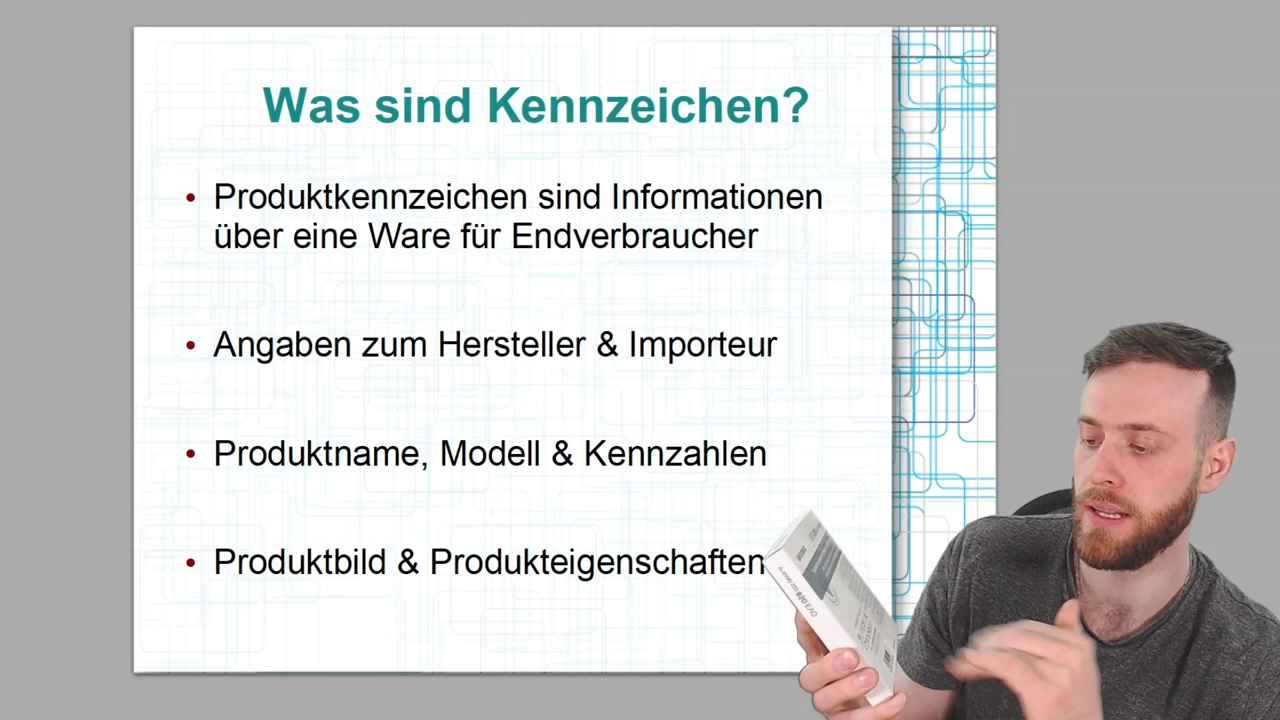 Was sind Kennzeichen?
• Produktkennzeichen sind Informationen
über eine Ware für Endverbraucher
• Angaben zum Hersteller & Importeur
• Produktname, Modell & Kennzahlen
• Produktbild & Produkteigenschaften